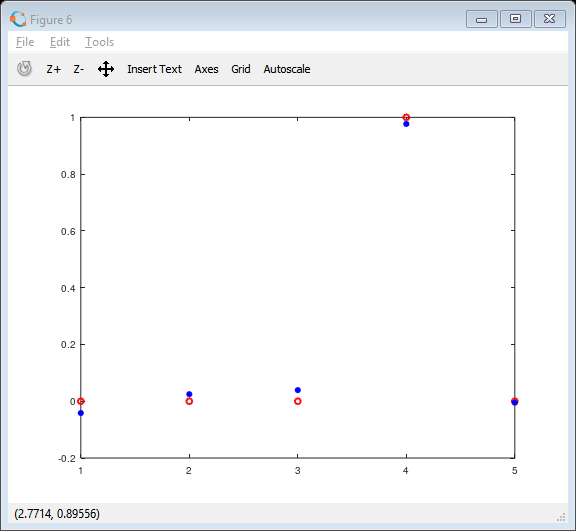 Figure 6
File Edit Tools
Z+ Z- Insert Text Axes Grid Autoscale
1
0.8
0.6
0.4
0.2
0
-0.2
1 2 3 4 5
(2.7714, 0.89556)